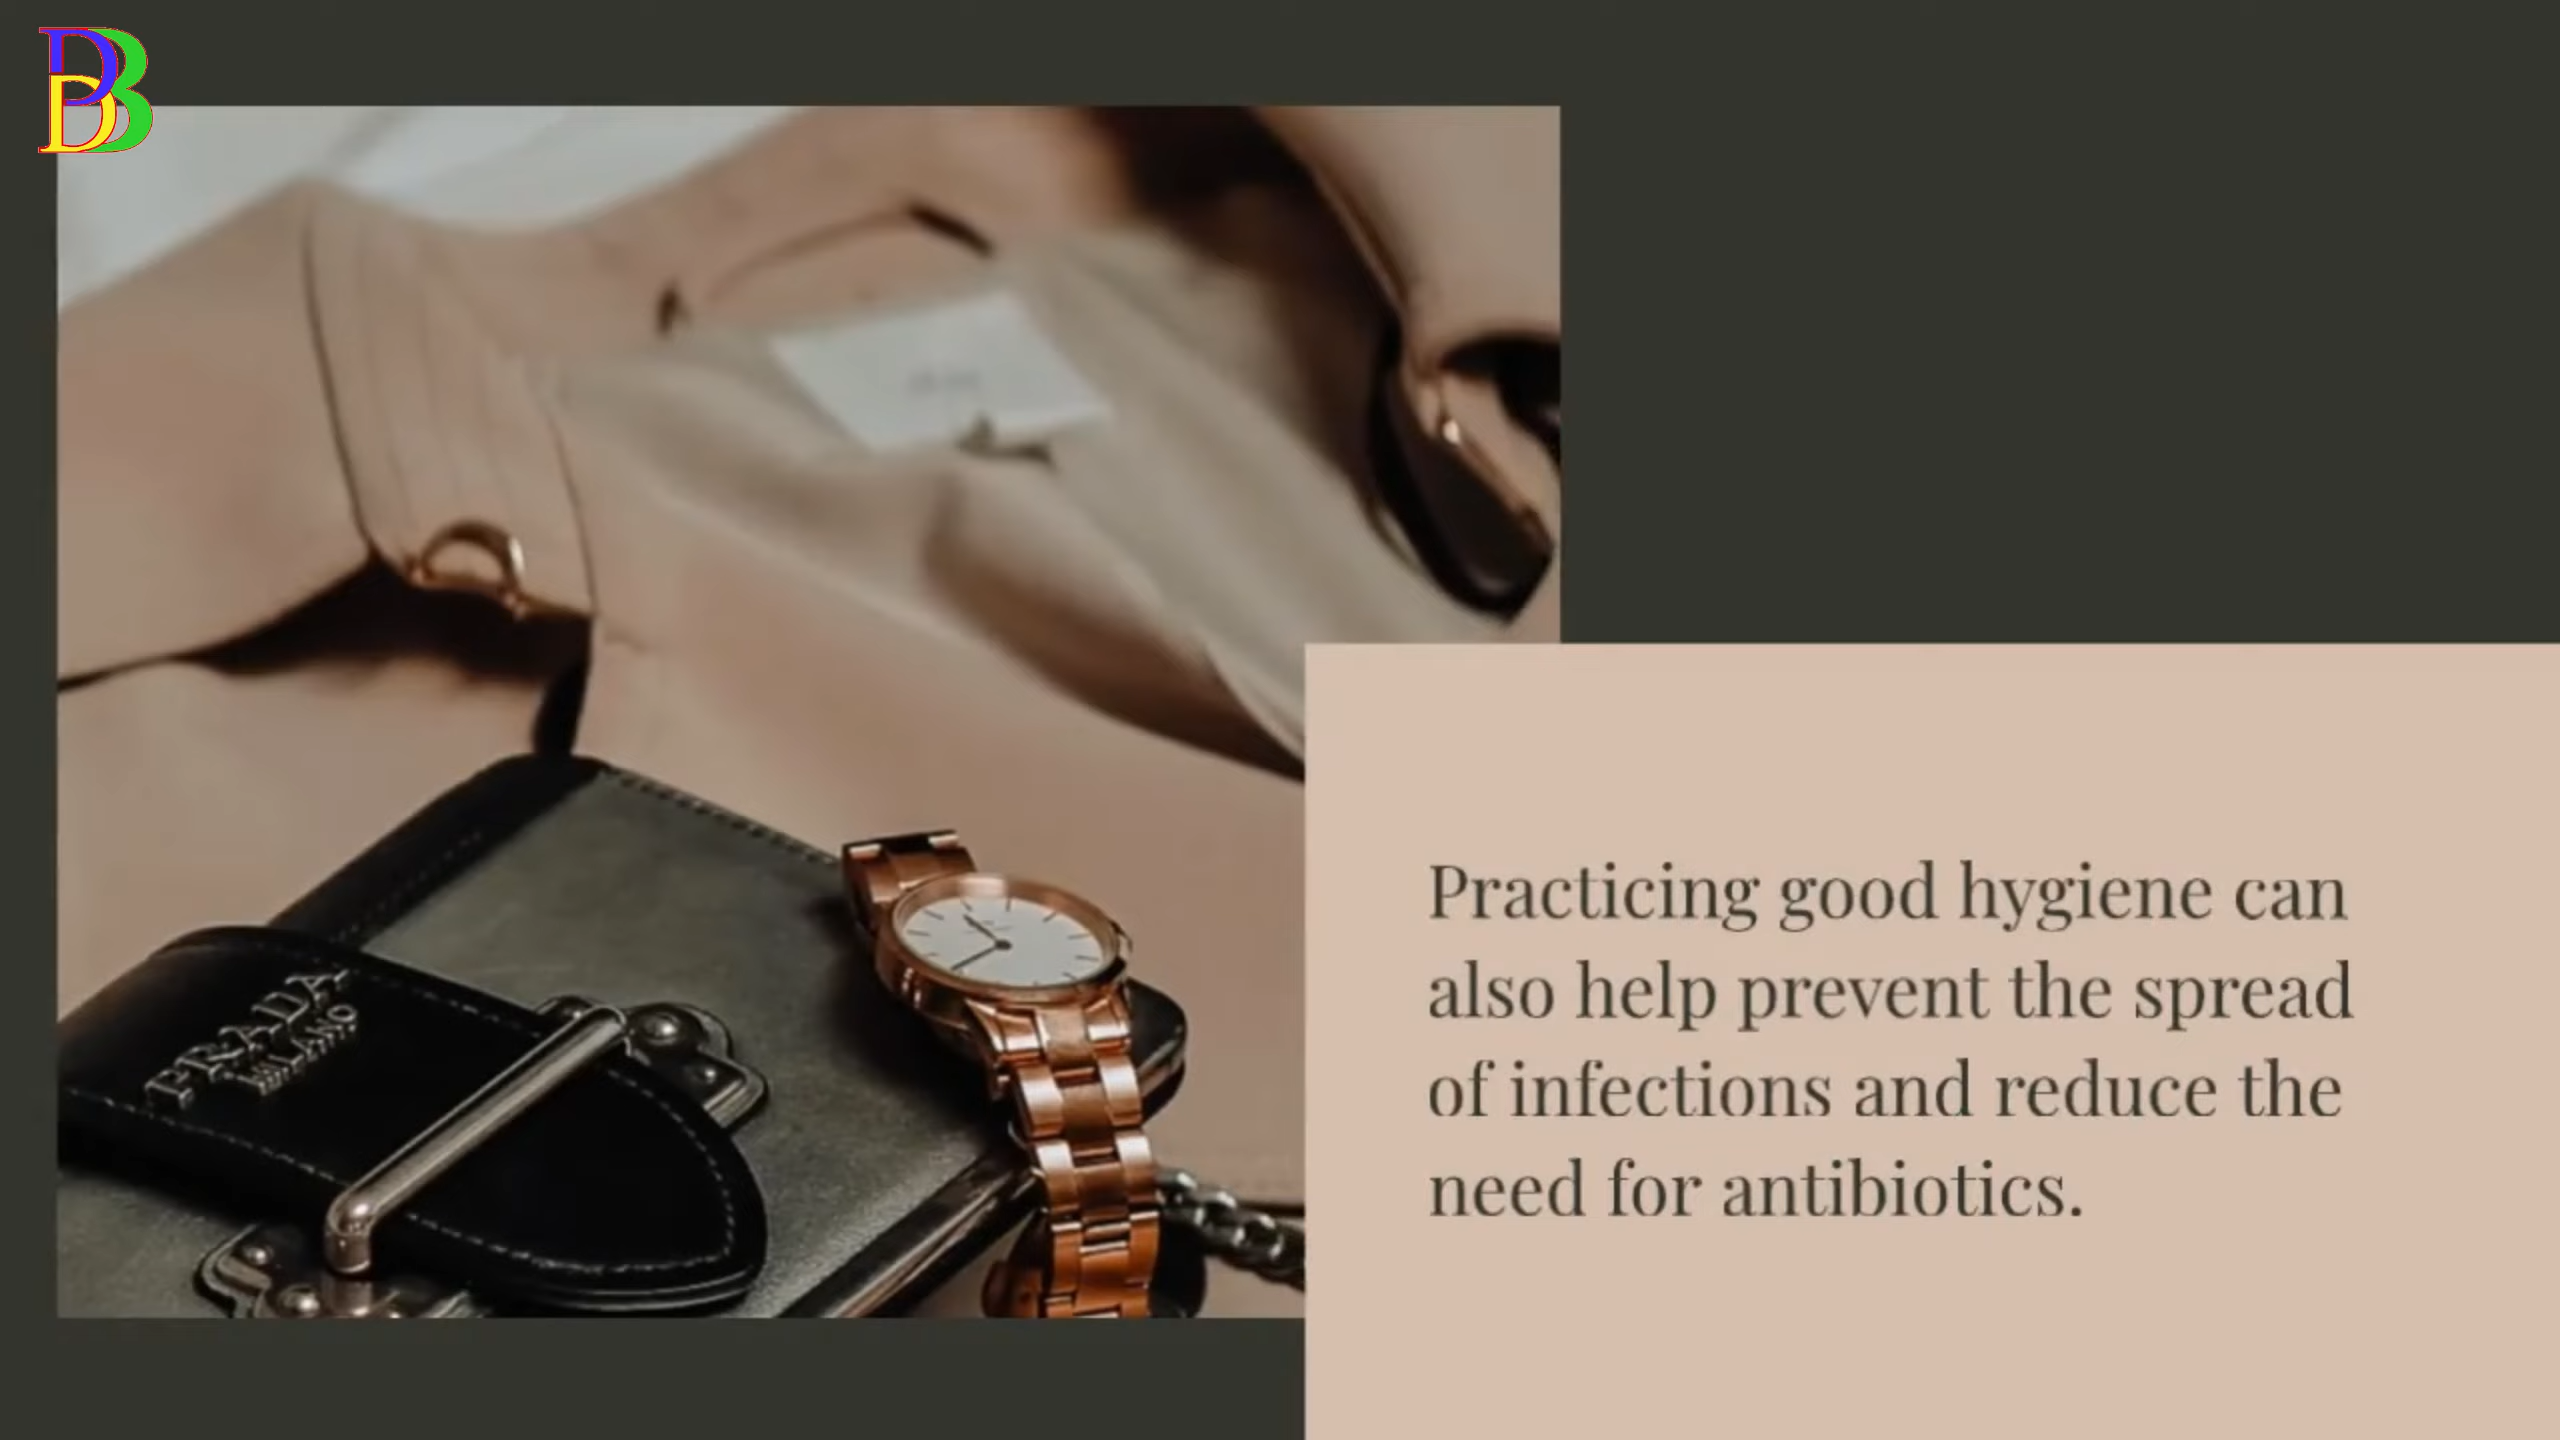 DDB
PRADA
MILANO
Practicing good hygiene can
also help prevent the spread
of infections and reduce the
need for antibiotics.